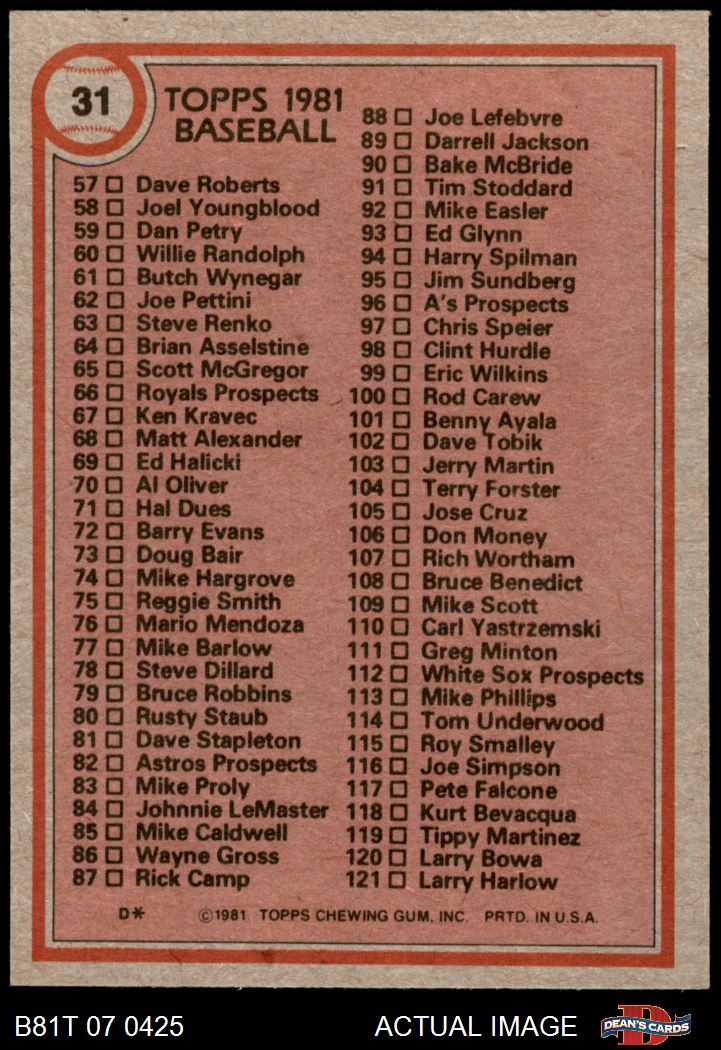 31
TOPPS 1981
BASEBALL
57 Dave Roberts
58 Joel Youngblood
59 Dan Petry
60 Willie Randolph
61 Butch Wynegar
62 Joe Pettini
63 Steve Renko
64 Brian Asselstine
65 Scott McGregor
66 Royals Prospects
67 Ken Kravec
68 Matt Alexander
69 Ed Halicki
70 Al Oliver
71 Hal Dues
72 Barry Evans
73 Doug Bair
74 Mike Hargrove
75 Reggie Smith
76 Mario Mendoza
77 Mike Barlow
78 Steve Dillard
79 Bruce Robbins
80 Rusty Staub
81 Dave Stapleton
82 Astros Prospects
83 Mike Proly
84 Johnnie LeMaster
85 Mike Caldwell
86 Wayne Gross
87 Rick Camp
88 Joe Lefebvre
89 Darrell Jackson
90 Bake McBride
91 Tim Stoddard
92 Mike Easler
93 Ed Glynn
94 Harry Spilman
95 Jim Sundberg
96 A's Prospects
97 Chris Speier
98 Clint Hurdle
99 Eric Wilkins
100 Rod Carew
101 Benny Ayala
102 Dave Tobik
103 Jerry Martin
104 Terry Forster
105 Jose Cruz
106 Don Money
107 Rich Wortham
108 Bruce Benedict
109 Mike Scott
110 Carl Yastrzemski
111 Greg Minton
112 White Sox Prospects
113 Mike Phillips
114 Tom Underwood
115 Roy Smalley
116 Joe Simpson
117 Pete Falcone
118 Kurt Bevacqua
119 Tippy Martinez
120 Larry Bowa
121 Larry Harlow
D* ©1981 TOPPS CHEWING GUM, INC. PRTD. IN U.S.A.
B81T 07 0425 ACTUAL IMAGE DEAN'S CARDS